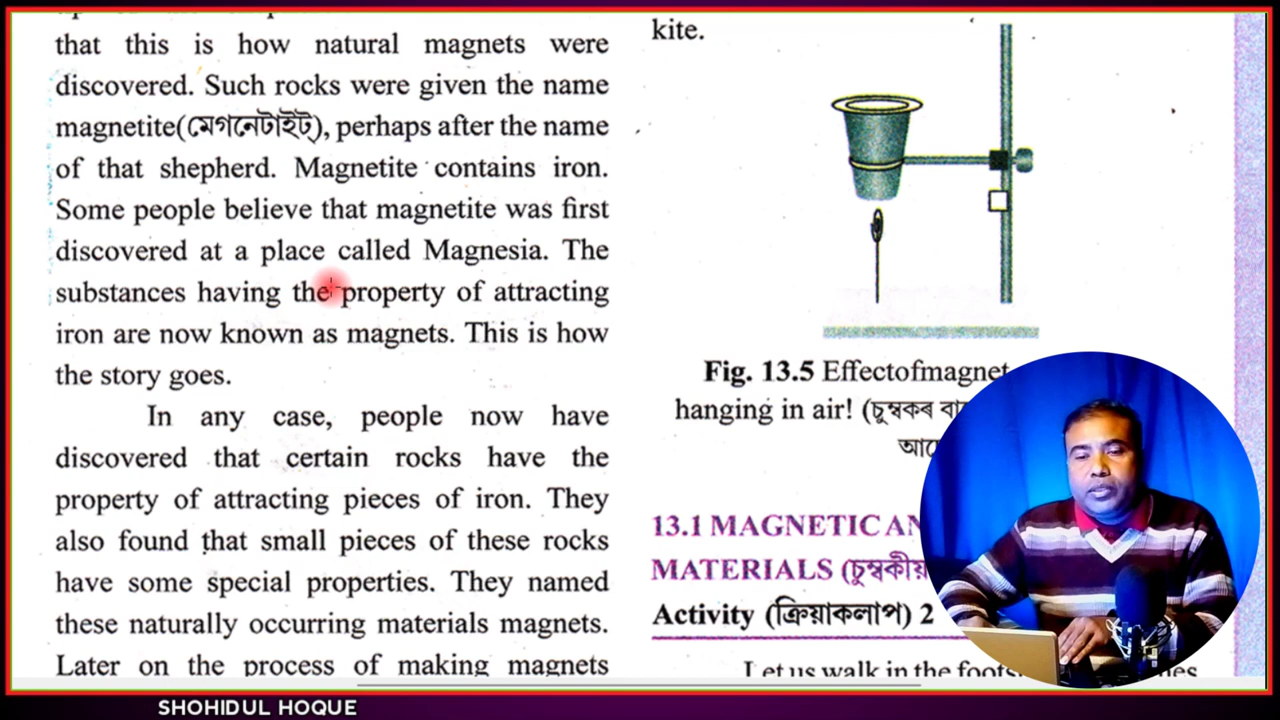 that this is how natural magnets were
discovered. Such rocks were given the name
magnetite(মেগনেটাইট), perhaps after the name
of that shepherd. Magnetite contains iron.
Some people believe that magnetite was first
discovered at a place called Magnesia. The
substances having the property of attracting
iron are now known as magnets. This is how
the story goes.
In any case, people now have
discovered that certain rocks have the
property of attracting pieces of iron. They
also found that small pieces of these rocks
have some special properties. They named
these naturally occurring materials magnets.
Later on the process of making magnets
kite.
Fig. 13.5 Effectofmagnet
hanging in air! (চুম্বকৰ
13.1 MAGNETIC
MATERIALS (চুম্বকীয়
Activity (ক্রিয়াকলাপ) 2
Let us walk in the
SHOHIDUL HOQUE